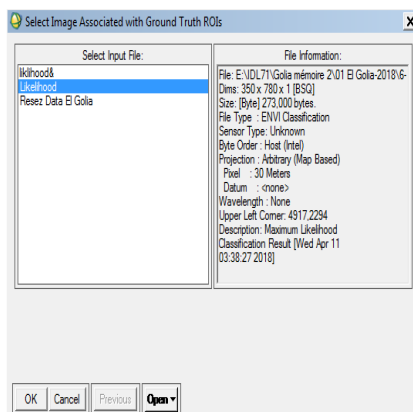 Select Image Associated with Ground Truth ROIs
Select Input File:
liklihood&
Likelihood
Resez Data El Golia
File Information:
File: E:\IDL71\Golia mémoire 2\01 El Golia-2018\6-
Dims: 350 x 780 x 1 [BSQ]
Size: [Byte] 273,000 bytes.
File Type : ENVI Classification
Sensor Type: Unknown
Byte Order : Host (Intel)
Projection : Arbitrary (Map Based)
Pixel : 30 Meters
Datum : <none>
Wavelength : None
Upper Left Corner: 4917,2294
Description: Maximum Likelihood
Classification Result [Wed Apr 11
03:38:27 2018]
OK Cancel Previous Open